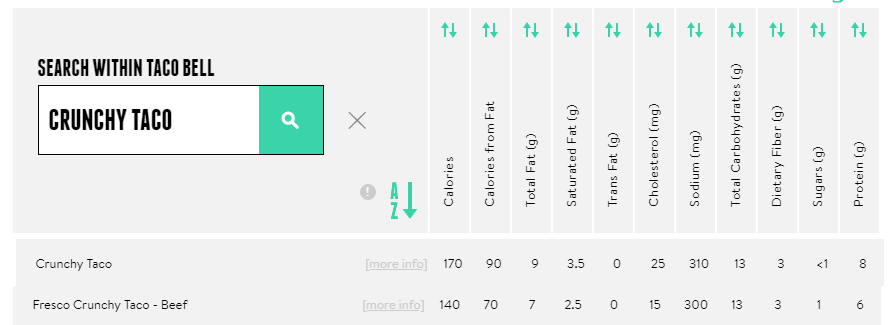 SEARCH WITHIN TACO BELL
CRUNCHY TACO
A
Z
Calories
Calories from Fat
Total Fat (g)
Saturated Fat (g)
Trans Fat (g)
Cholesterol (mg)
Sodium (mg)
Total Carbohydrates (g)
Dietary Fiber (g)
Sugars (g)
Protein (g)
Crunchy Taco [more info] 170 90 9 3.5 0 25 310 13 3 <1 8
Fresco Crunchy Taco - Beef [more info] 140 70 7 2.5 0 15 300 13 3 1 6